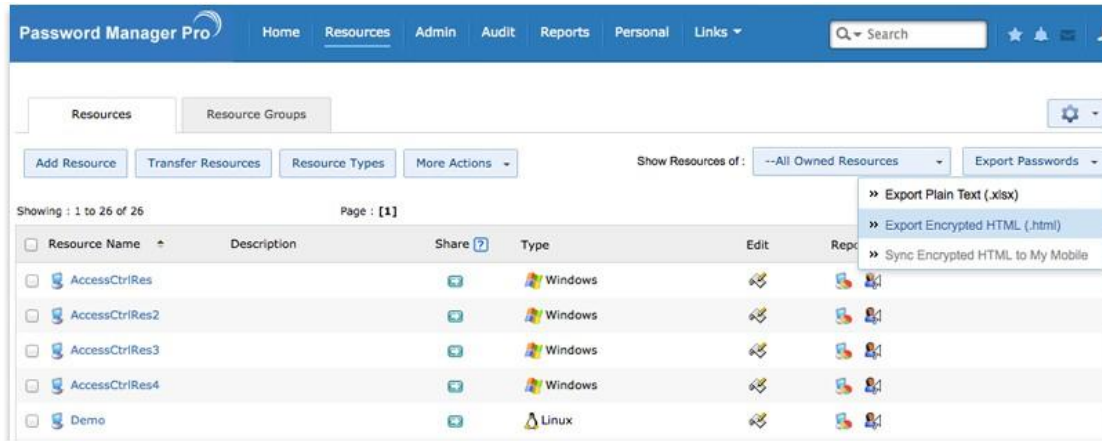 Password Manager Pro Home Resources Admin Audit Reports Personal Links Search
Resources Resource Groups
Add Resource Transfer Resources Resource Types More Actions Show Resources of : --All Owned Resources Export Passwords
» Export Plain Text (.xlsx)
Showing : 1 to 26 of 26 Page : [1]
» Export Encrypted HTML (.html)
Resource Name Description Share ? Type Edit Repo
» Sync Encrypted HTML to My Mobile
AccessCtrlRes Windows
AccessCtrlRes2 Windows
AccessCtrlRes3 Windows
AccessCtrlRes4 Windows
Demo Linux